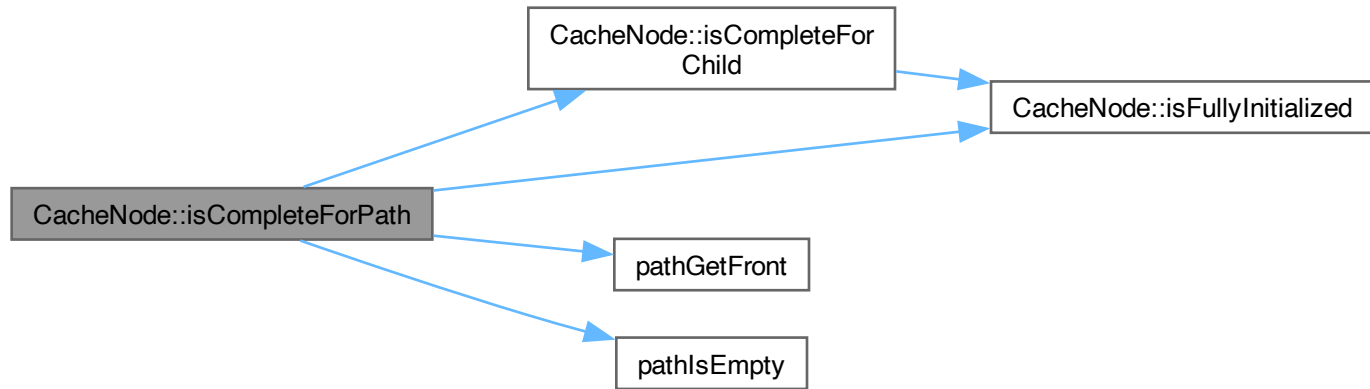 CacheNode::isCompleteFor
Child
CacheNode::isFullyInitialized
CacheNode::isCompleteForPath
pathGetFront
pathIsEmpty